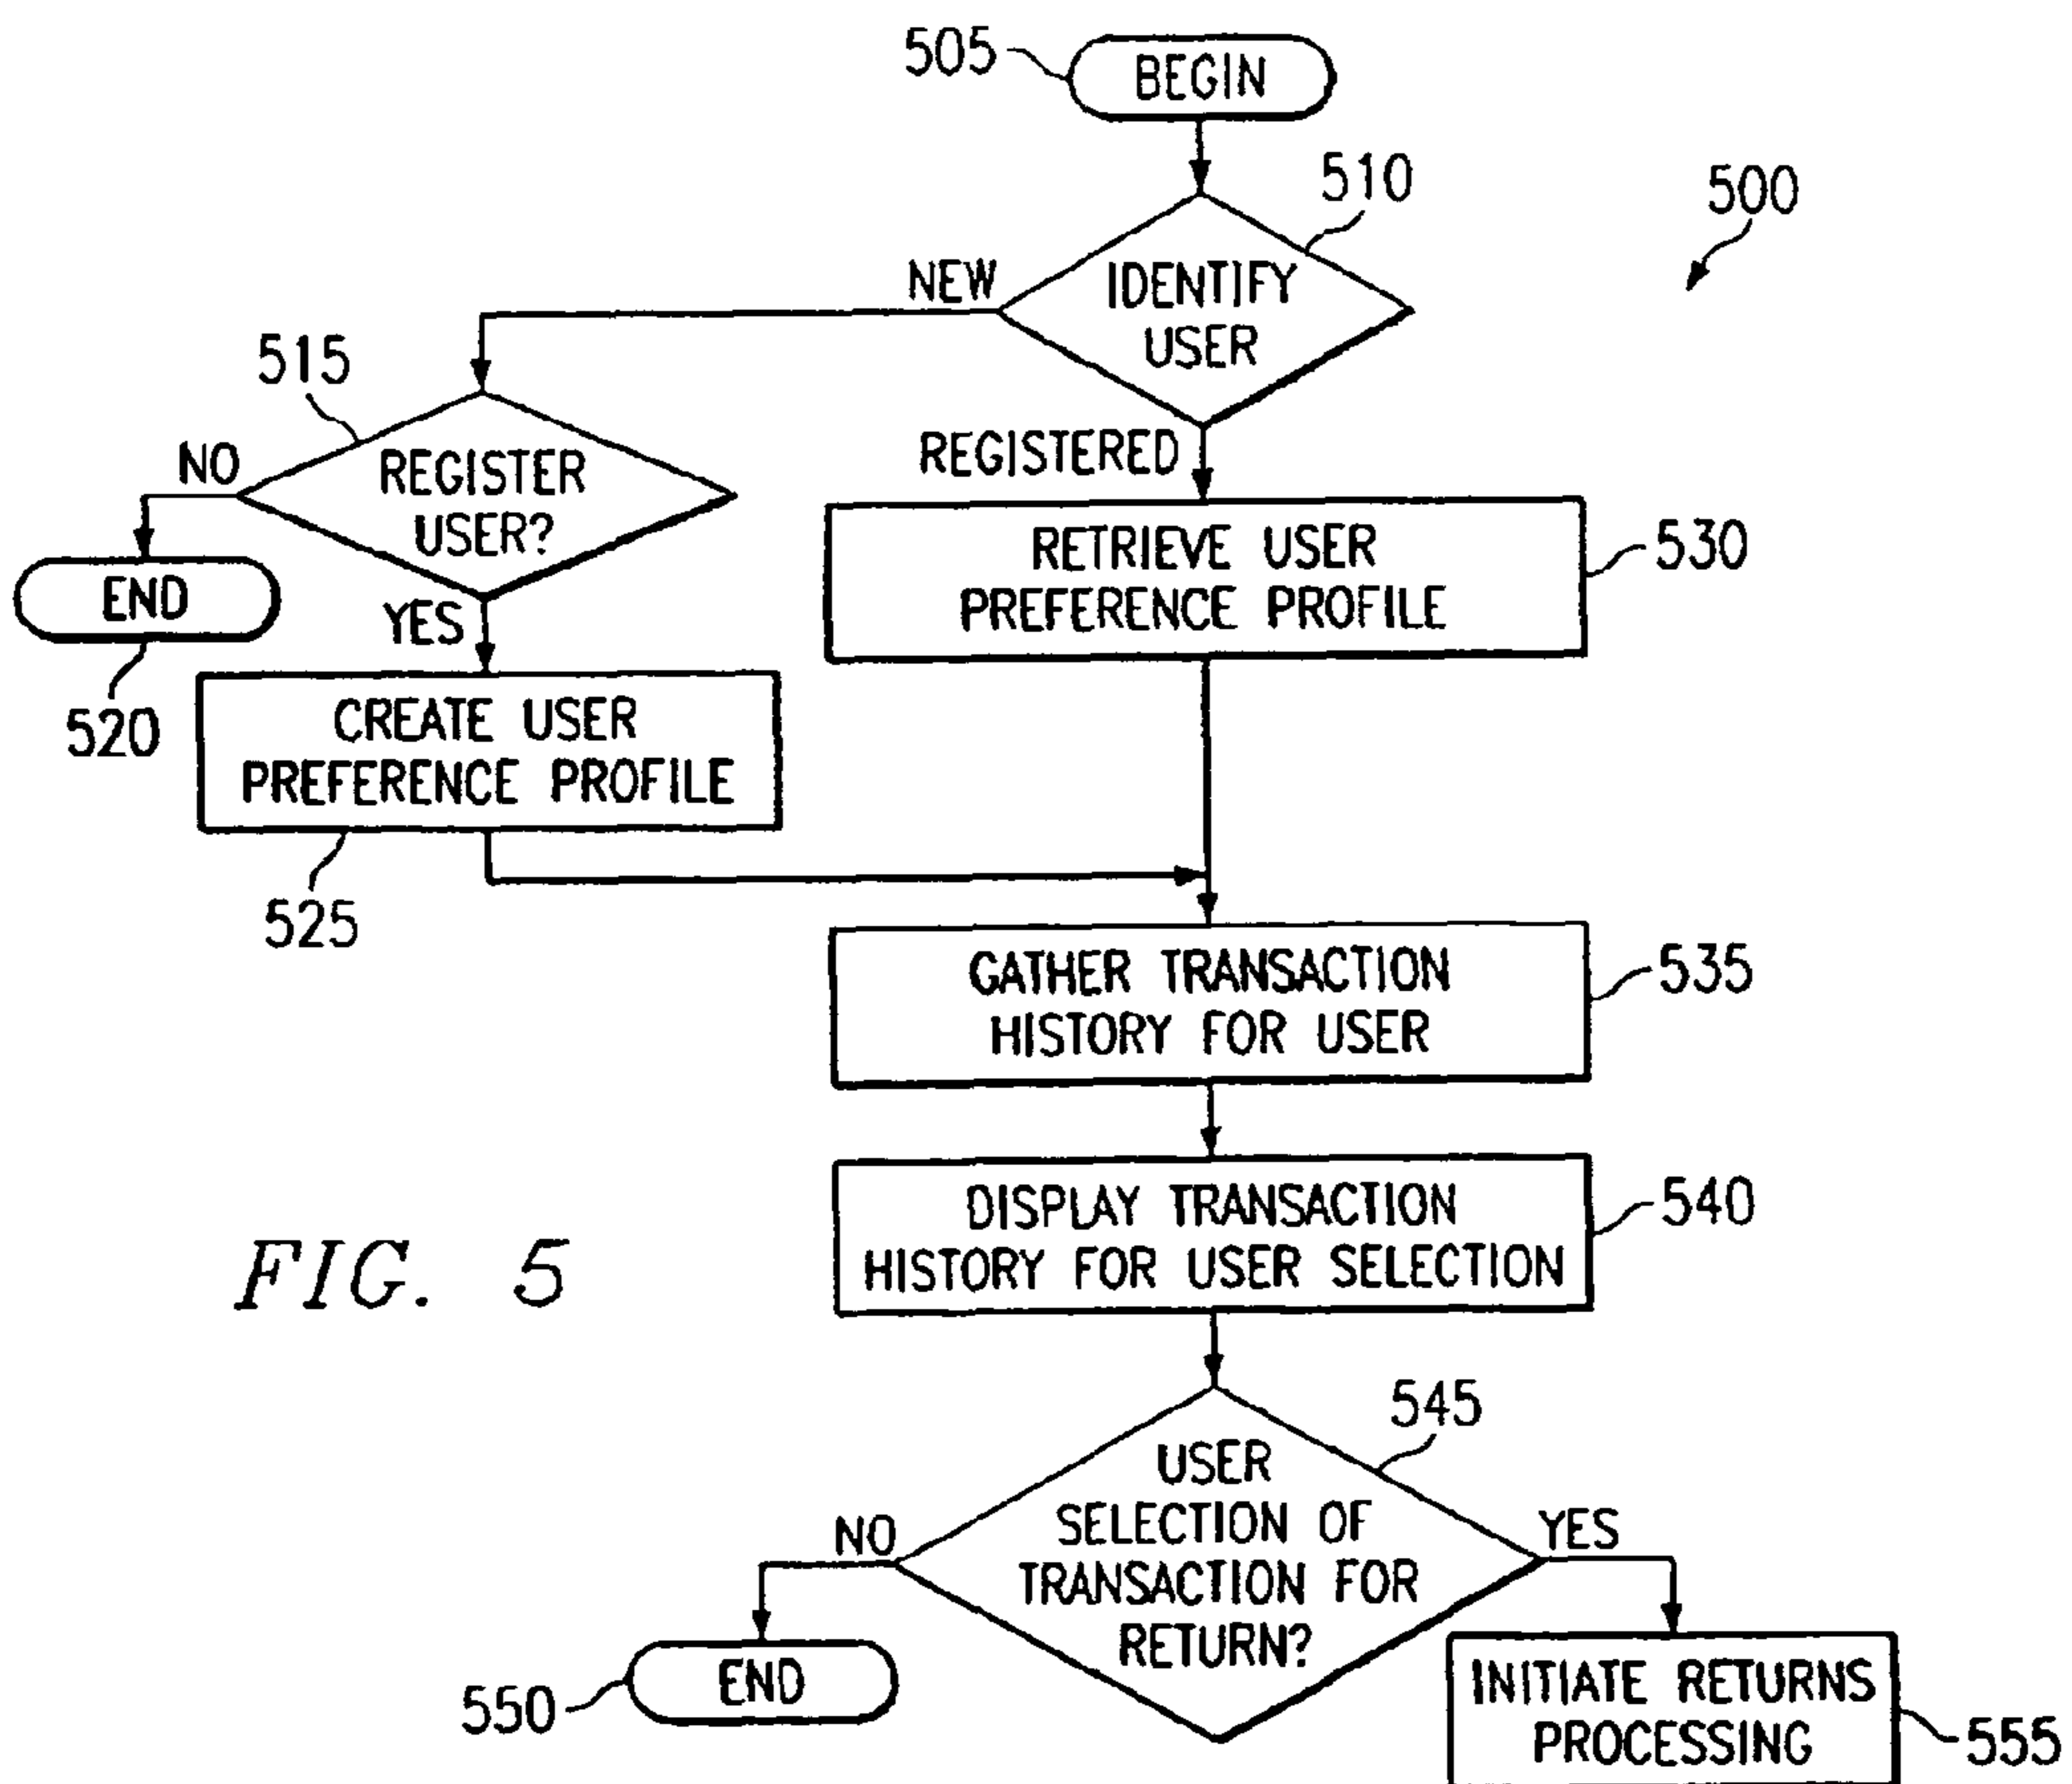 505
BEGIN
510
500
NEW
IDENTIFY
USER
515
NO
REGISTER
USER?
REGISTERED
END
YES
520
RETRIEVE USER
PREFERENCE PROFILE
530
CREATE USER
PREFERENCE PROFILE
525
GATHER TRANSACTION
HISTORY FOR USER
535
DISPLAY TRANSACTION
HISTORY FOR USER SELECTION
540
FIG. 5
545
USER
SELECTION OF
TRANSACTION FOR
RETURN?
NO
YES
END
550
INITIATE RETURNS
PROCESSING
555